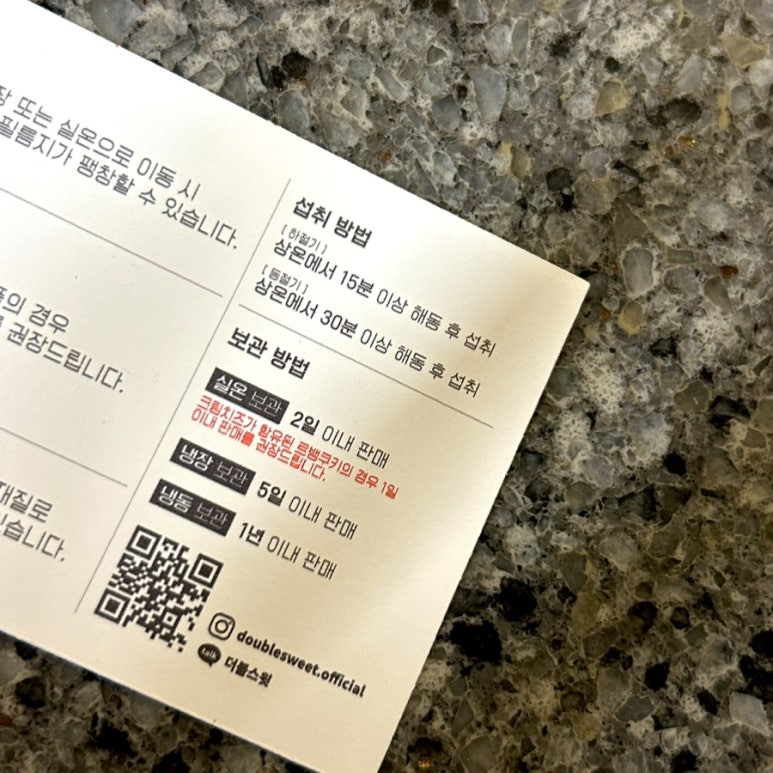 장 또는 실온으로 이동 시
필름지가 팽창할 수 있습니다.
의 경우
권장드립니다.
재질로
있습니다.
섭취 방법
[하절기]
상온에서 15분 이상 해동 후 섭취
[동절기]
상온에서 30분 이상 해동 후 섭취
보관 방법
실온 보관 2일 이내 판매
크림치즈가 함유된 르뱅쿠키의 경우 1일
이내 판매를 권장드립니다.
냉장 보관 5일 이내 판매
냉동 보관 1년 이내 판매
doublesweet.official
talk 더블스윗